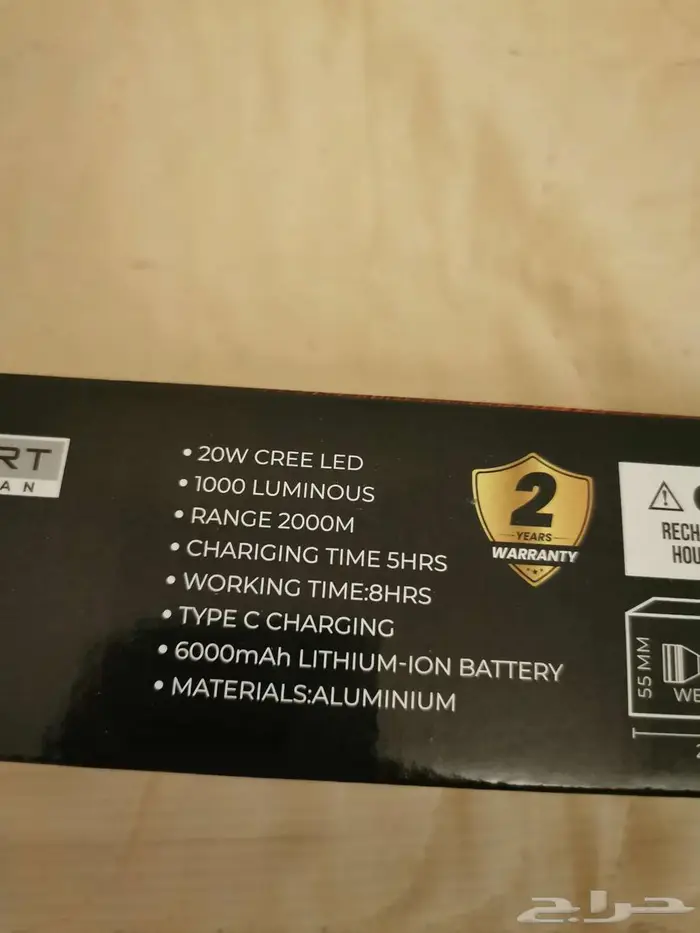 RT
AN
• 20W CREE LED
• 1000 LUMINOUS
• RANGE 2000M
• CHARIGING TIME 5HRS
• WORKING TIME:8HRS
• TYPE C CHARGING
• 6000mAh LITHIUM-ION BATTERY
• MATERIALS:ALUMINIUM
2
YEARS
WARRANTY
RECH
HOU
55 MM
WE
حراج